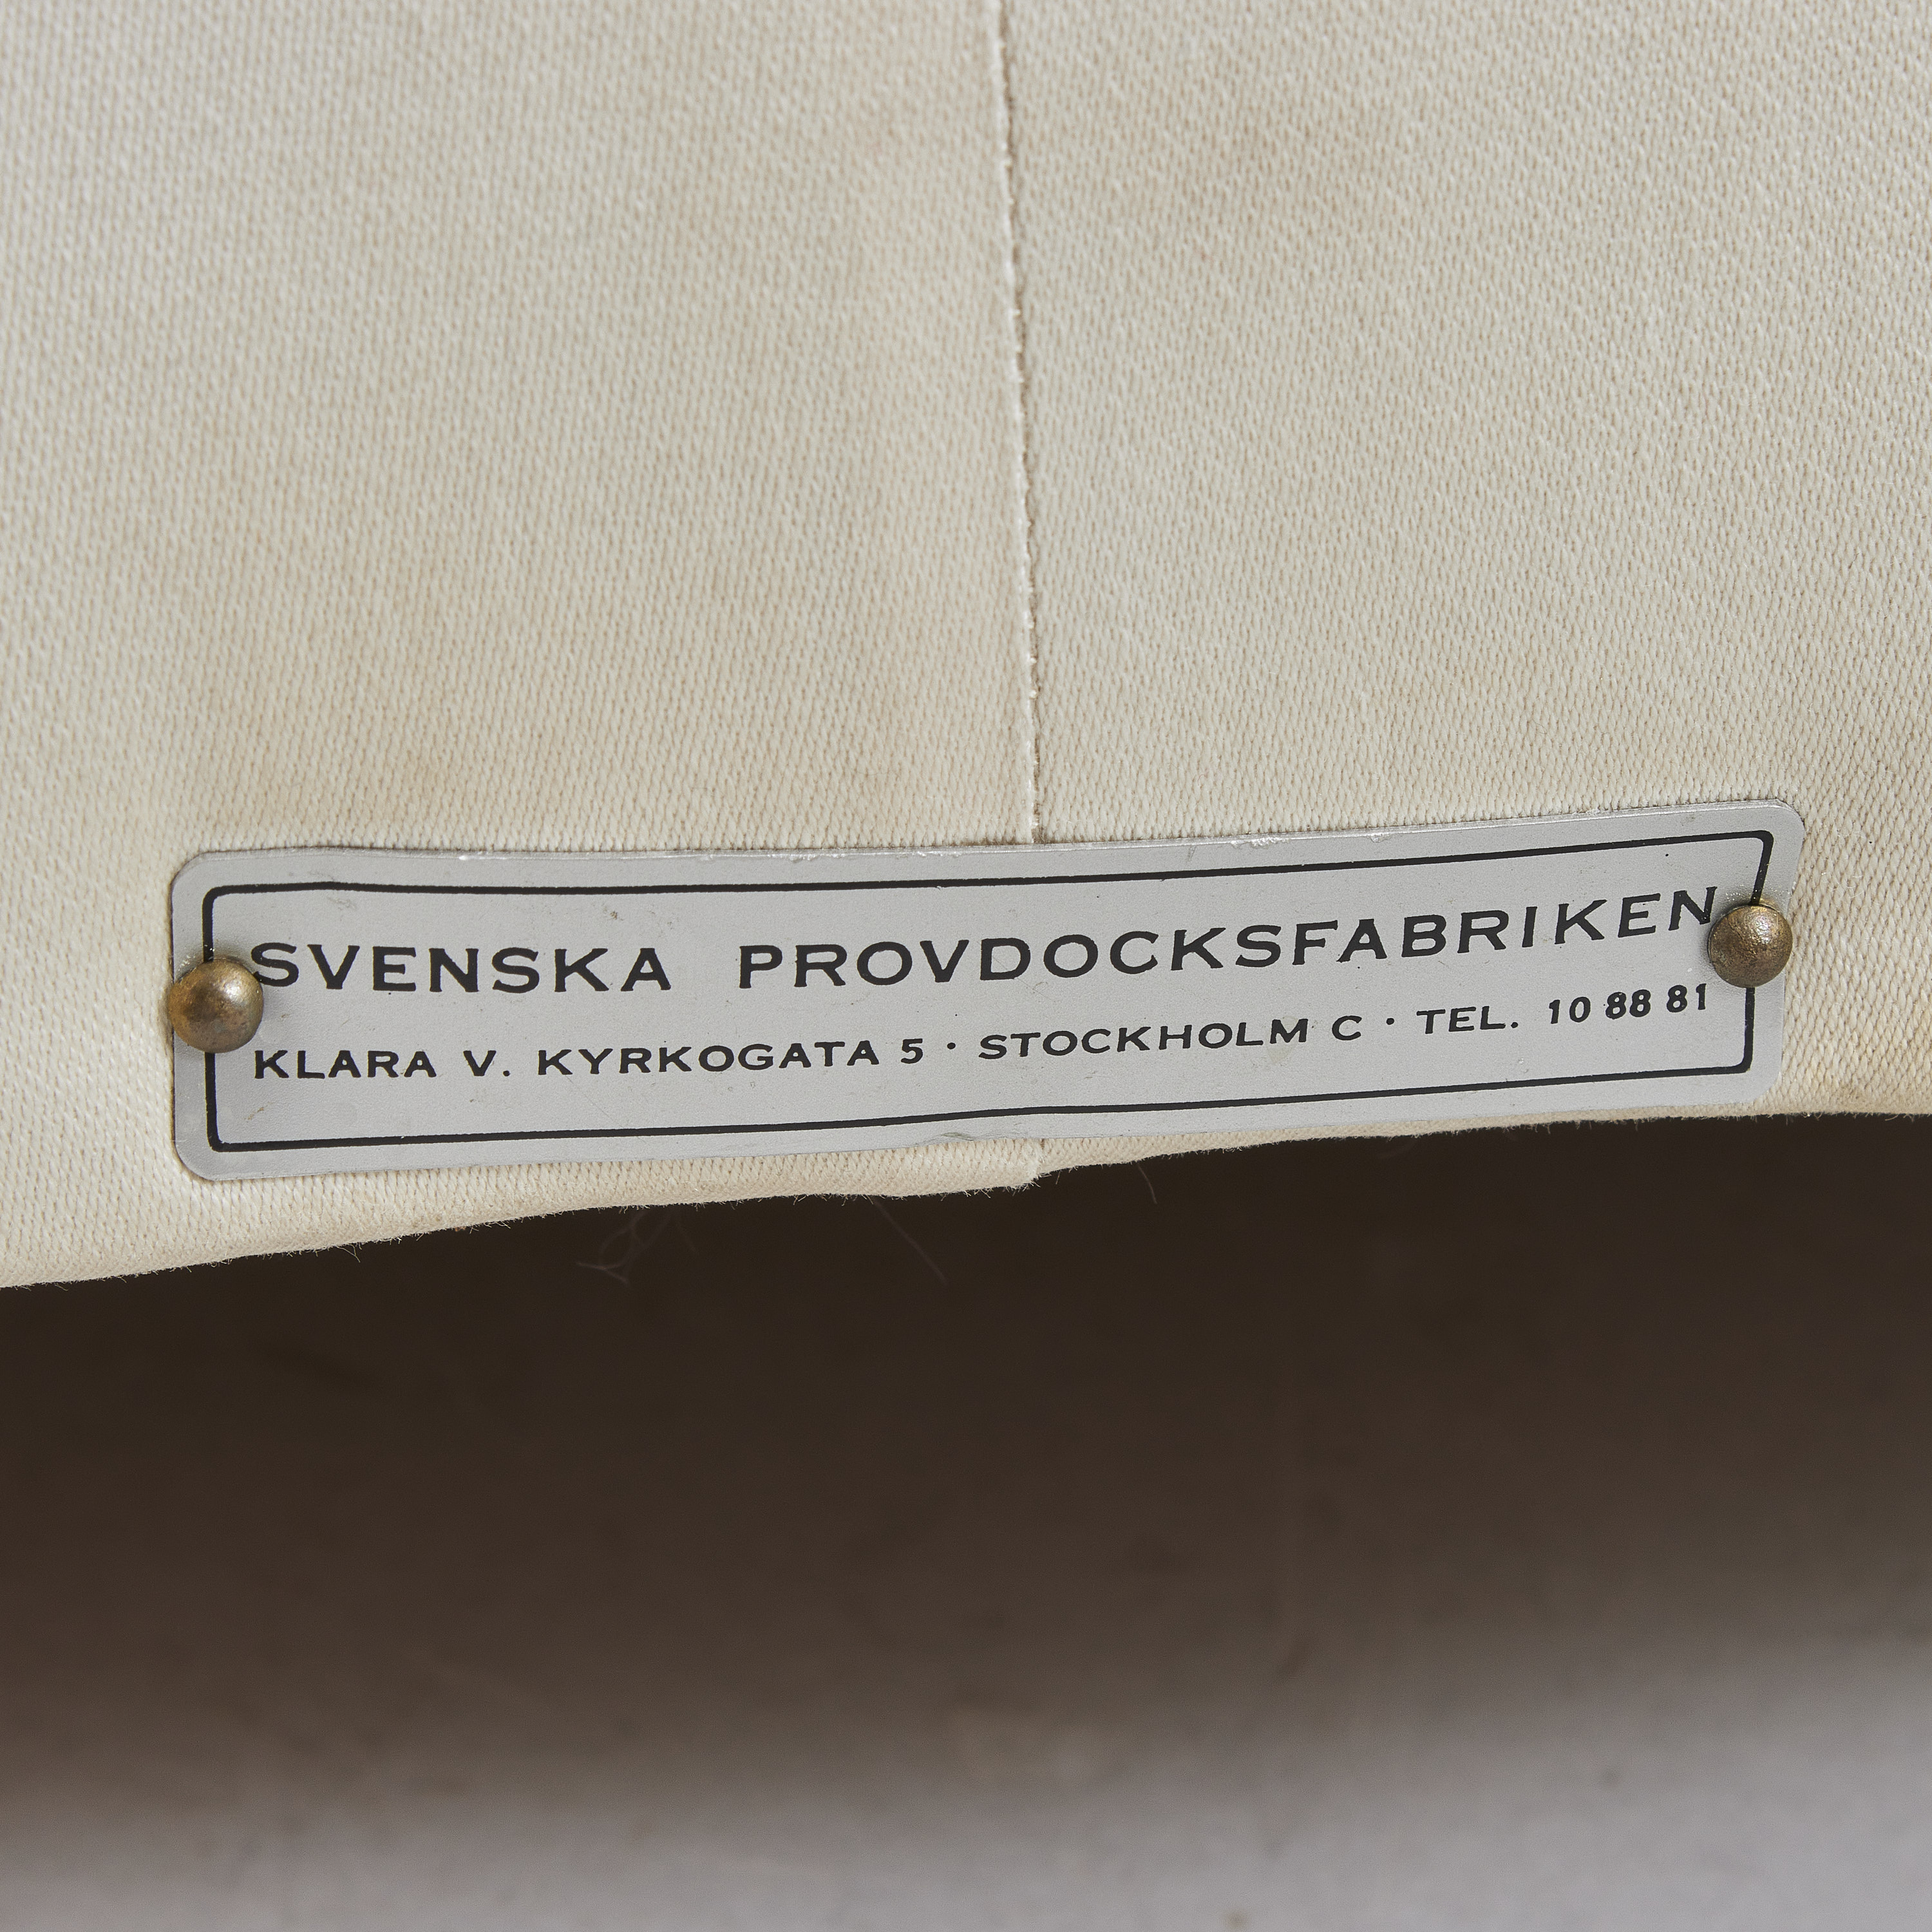 SVENSKA PROVDOCKSFABRIKEN
KLARA V. KYRKOGATA 5 · STOCKHOLM C · TEL. 10 88 81